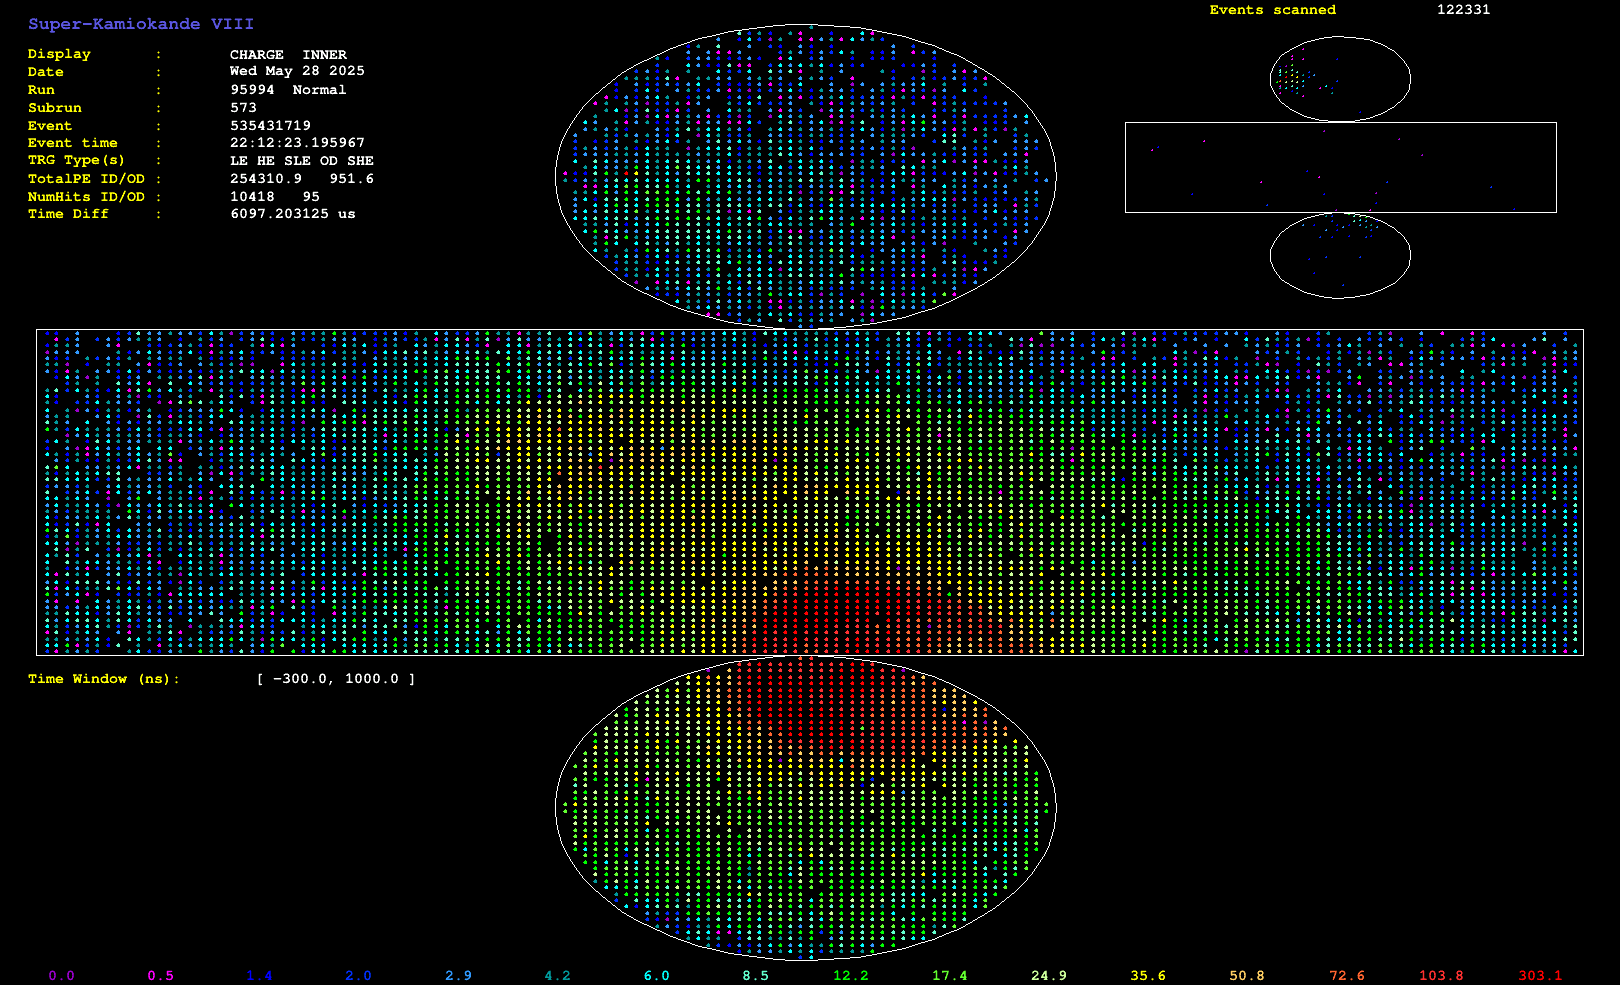 Super-Kamiokande VIII
Display : CHARGE INNER
Date : Wed May 28 2025
Run : 95994 Normal
Subrun : 573
Event : 535431719
Event time : 22:12:23.195967
TRG Type(s) : LE HE SLE OD SHE
TotalPE ID/OD : 254310.9 951.6
NumHits ID/OD : 10418 95
Time Diff : 6097.203125 us
Events scanned 122331
Time Window (ns): [ -300.0, 1000.0 ]
0.0 0.5 1.4 2.0 2.9 4.2 6.0 8.5 12.2 17.4 24.9 35.6 50.8 72.6 103.8 303.1